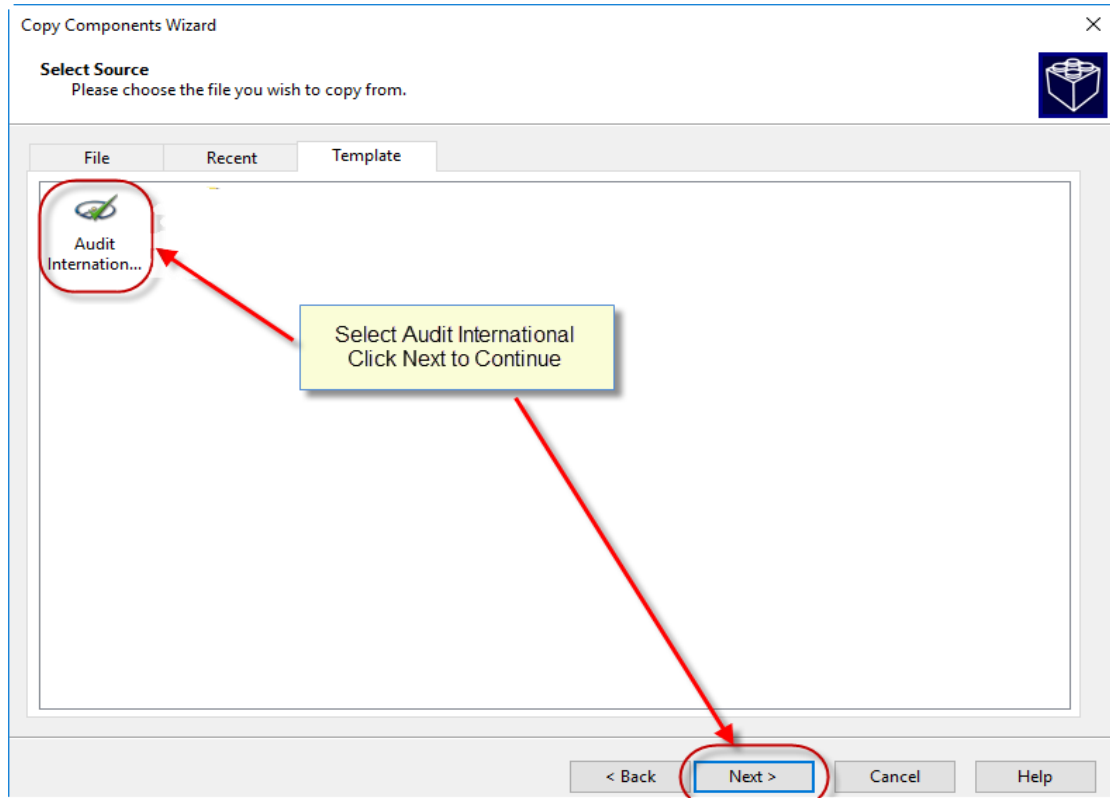 Copy Components Wizard
Select Source
Please choose the file you wish to copy from.
File Recent Template
Audit
Internation...
Select Audit International
Click Next to Continue
< Back Next > Cancel Help